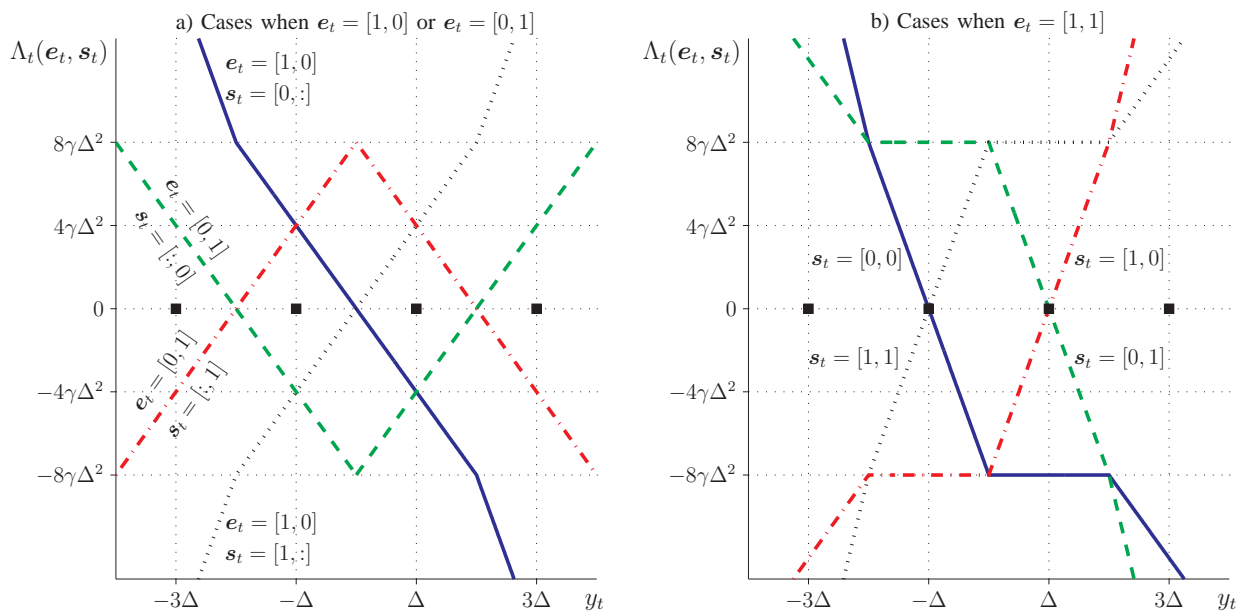 a) Cases when e_t = [1, 0] or e_t = [0, 1]
Λ_t(e_t, s_t)
e_t = [1, 0]
s_t = [0, :]
8γΔ²
4γΔ²
0
−4γΔ²
−8γΔ²
e_t = [0, 1]
s_t = [:, 0]
e_t = [0, 1]
s_t = [:, 1]
e_t = [1, 0]
s_t = [1, :]
−3Δ
−Δ
Δ
3Δ
y_t
b) Cases when e_t = [1, 1]
Λ_t(e_t, s_t)
8γΔ²
4γΔ²
0
−4γΔ²
−8γΔ²
s_t = [0, 0]
s_t = [1, 0]
s_t = [1, 1]
s_t = [0, 1]
−3Δ
−Δ
Δ
3Δ
y_t